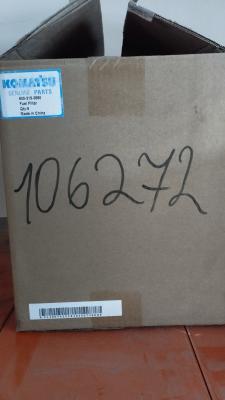 KOMATSU
GENUINE PARTS
Fuel Filter
Made in China
106272